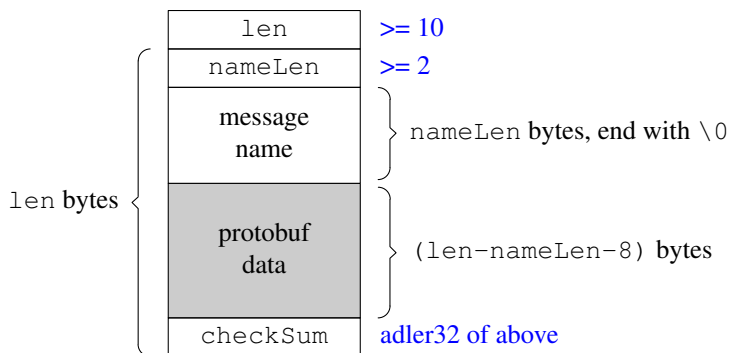 len >= 10
nameLen >= 2
message
name
nameLen bytes, end with \0
len bytes
protobuf
data
(len-nameLen-8) bytes
checkSum adler32 of above